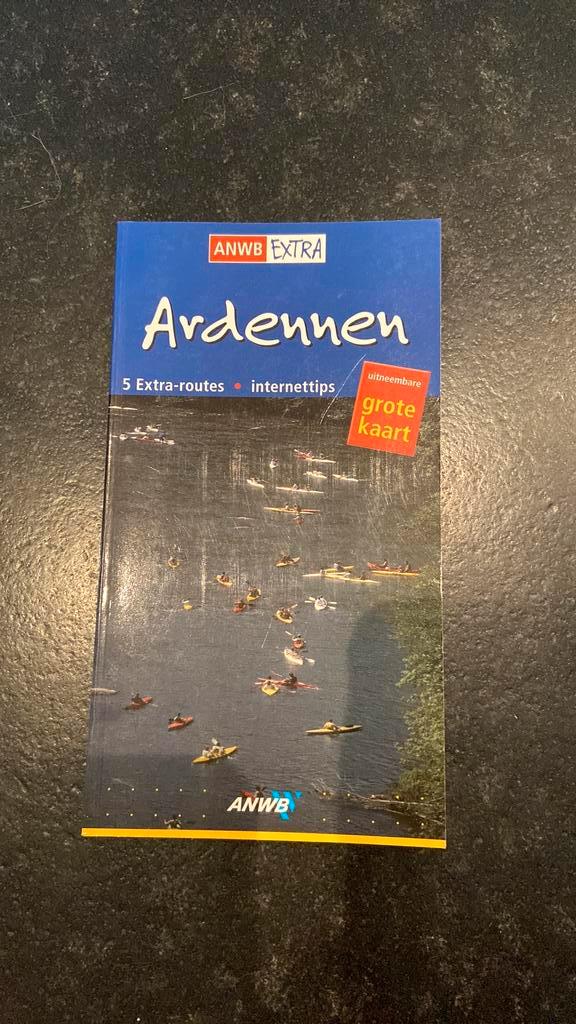 ANWB EXTRA
Ardennen
5 Extra-routes • internettips
uitneembare
grote
kaart
ANWB